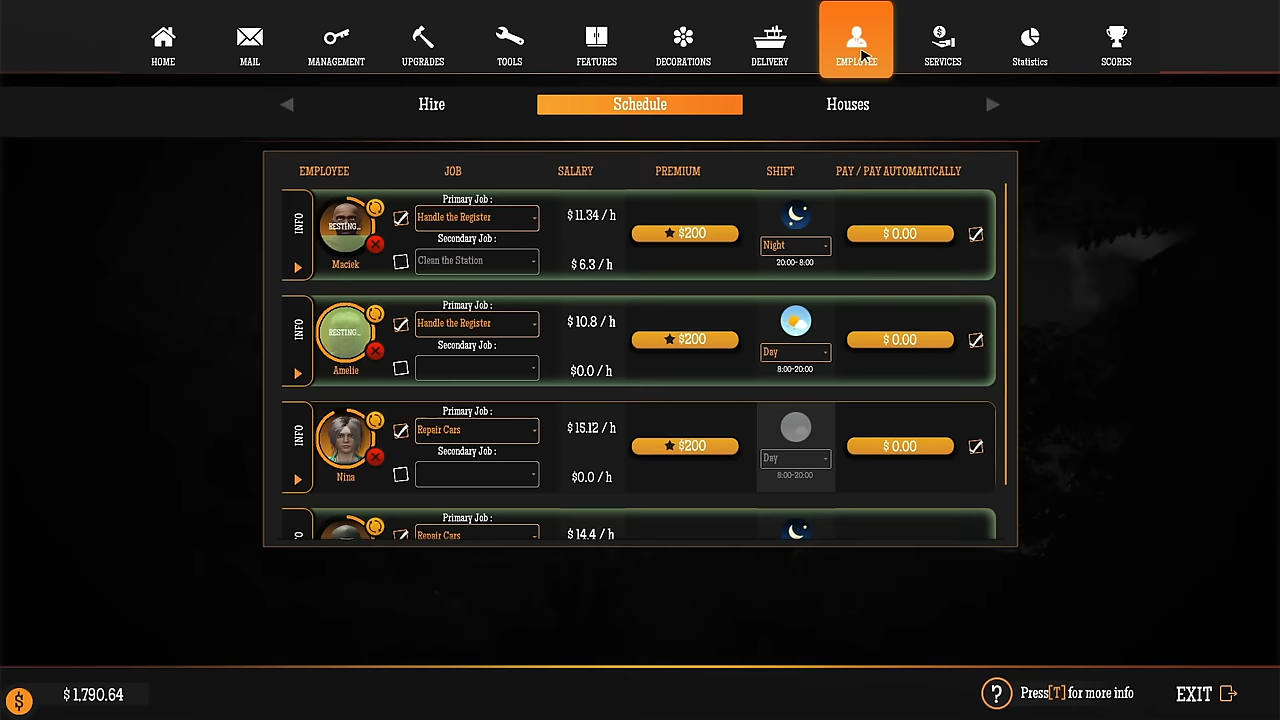 HOME
MAIL
MANAGEMENT
UPGRADES
TOOLS
FEATURES
DECORATIONS
DELIVERY
EMPLOYEE
SERVICES
Statistics
SCORES
Hire
Schedule
Houses
EMPLOYEE
JOB
SALARY
PREMIUM
SHIFT
PAY / PAY AUTOMATICALLY
INFO
RESTING...
Maciek
Primary Job :
Handle the Register
Secondary Job :
Clean the Station
$ 11.34 / h
$ 6.3 / h
$200
Night
20:00- 8:00
$ 0.00
INFO
RESTING...
Amelie
Primary Job :
Handle the Register
Secondary Job :
$ 10.8 / h
$0.0 / h
$200
Day
8:00-20:00
$ 0.00
INFO
Nina
Primary Job :
Repair Cars
Secondary Job :
$ 15.12 / h
$0.0 / h
$200
Day
8:00-20:00
$ 0.00
Primary Job :
Repair Cars
$ 14.4 / h
$
$ 1,790.64
? Press[T] for more info
EXIT